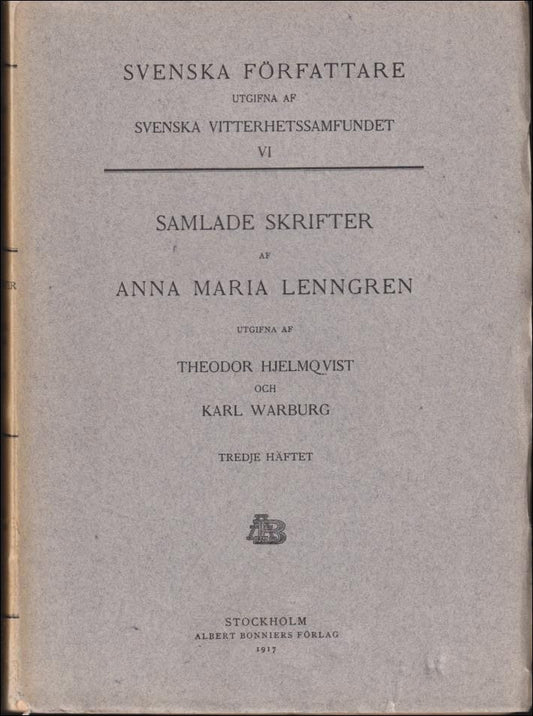 SVENSKA FÖRFATTARE
UTGIFNA AF
SVENSKA VITTERHETSSAMFUNDET
VI
SAMLADE SKRIFTER
AF
ANNA MARIA LENNGREN
UTGIFNA AF
THEODOR HJELMQVIST
OCH
KARL WARBURG
TREDJE HÄFTET
AB
STOCKHOLM
ALBERT BONNIERS FÖRLAG
1917